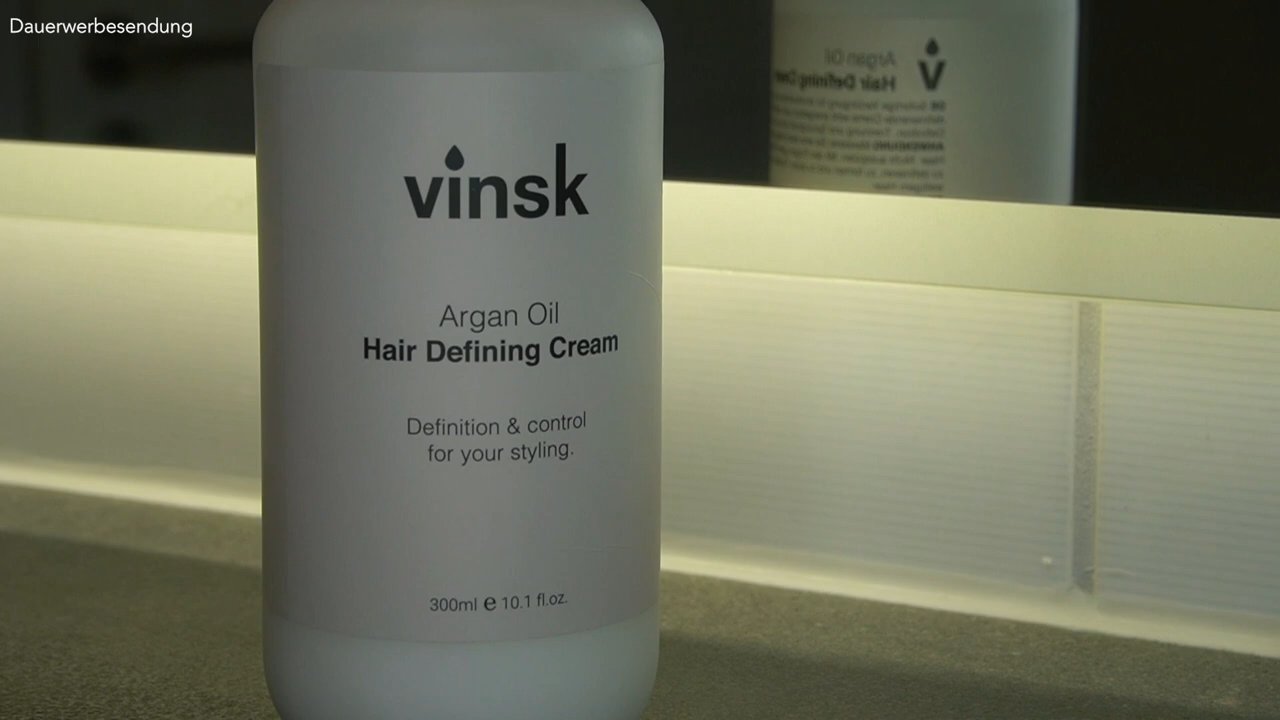 Dauerwerbesendung
vinsk
Argan Oil
Hair Defining Cream
Definition & control
for your styling.
300ml e 10.1 fl.oz.
Argan Oil
Hair Defining
v
ANWENDUNG